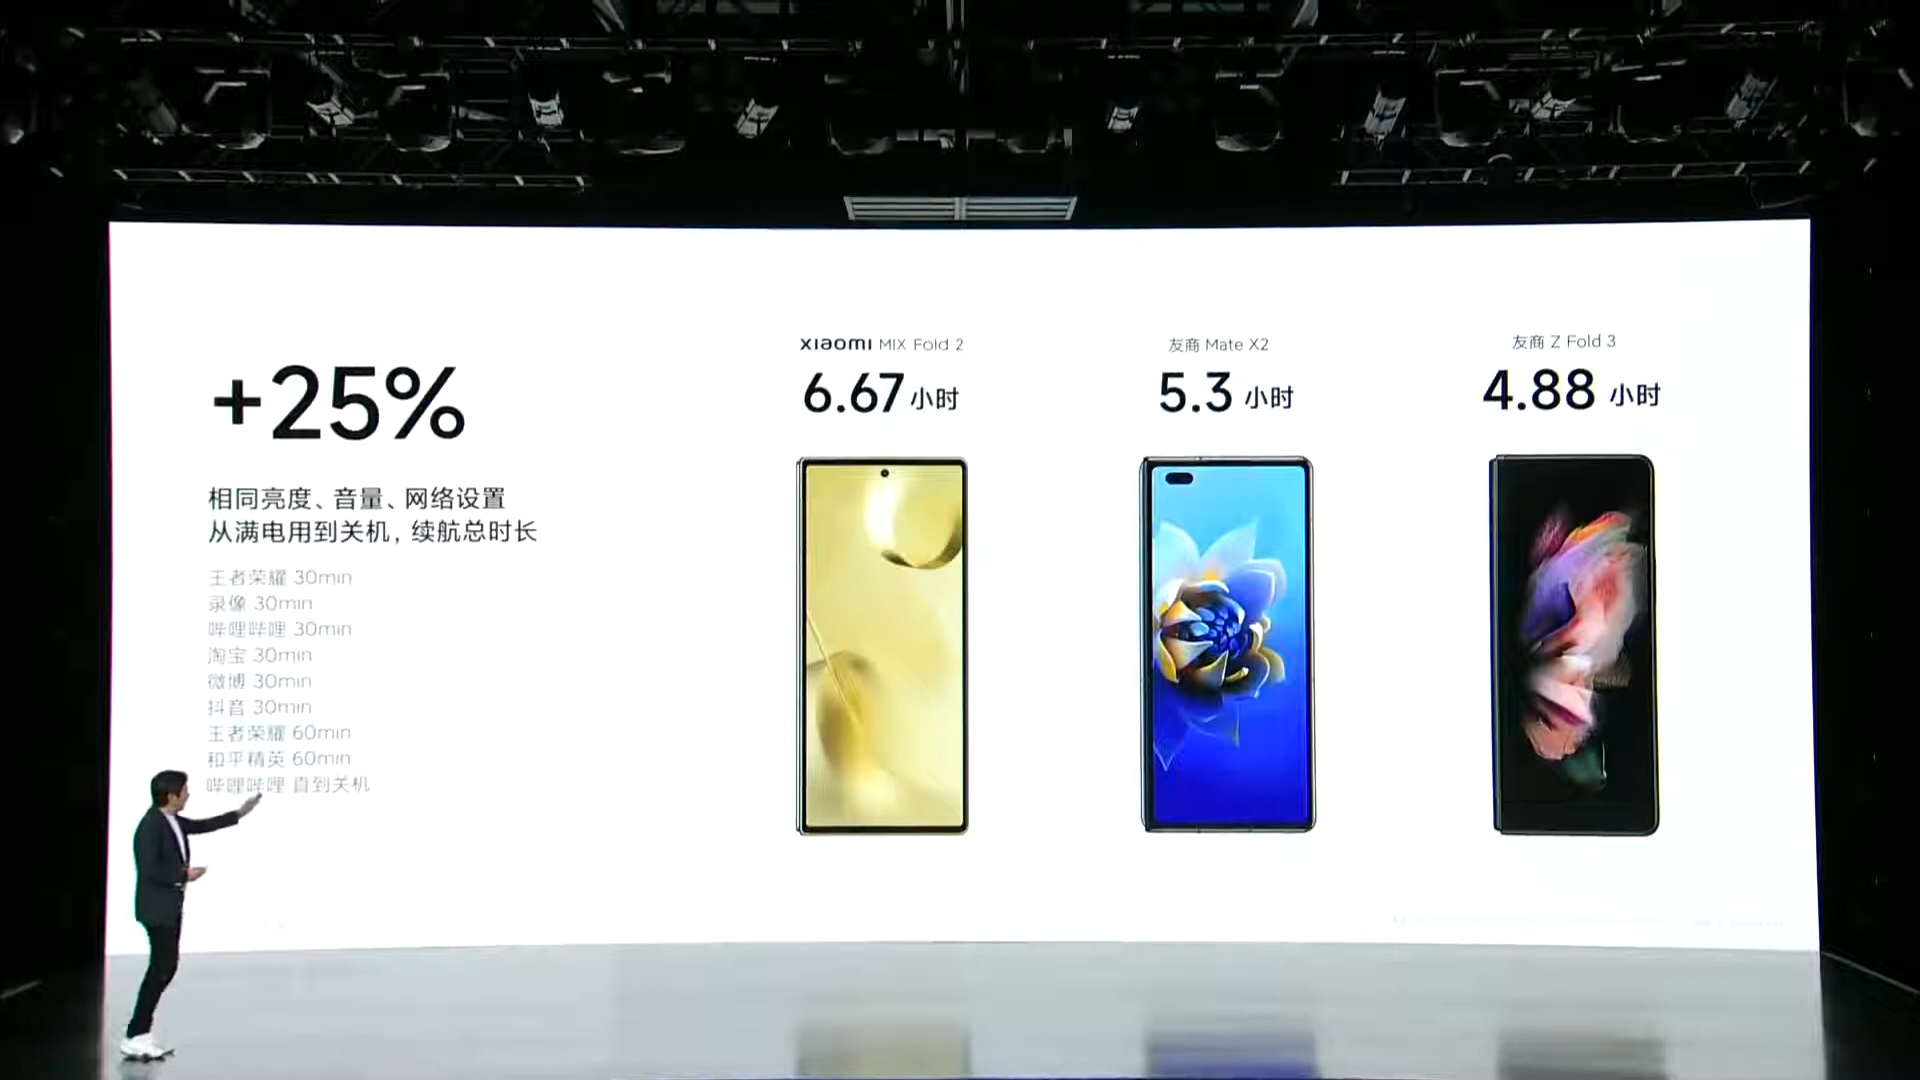 +25%
相同亮度、音量、网络设置
从满电用到关机，续航总时长
王者荣耀 30min
录像 30min
哔哩哔哩 30min
淘宝 30min
微博 30min
抖音 30min
王者荣耀 60min
和平精英 60min
哔哩哔哩 直到关机
xiaomi MIX Fold 2
6.67 小时
友商 Mate X2
5.3 小时
友商 Z Fold 3
4.88 小时